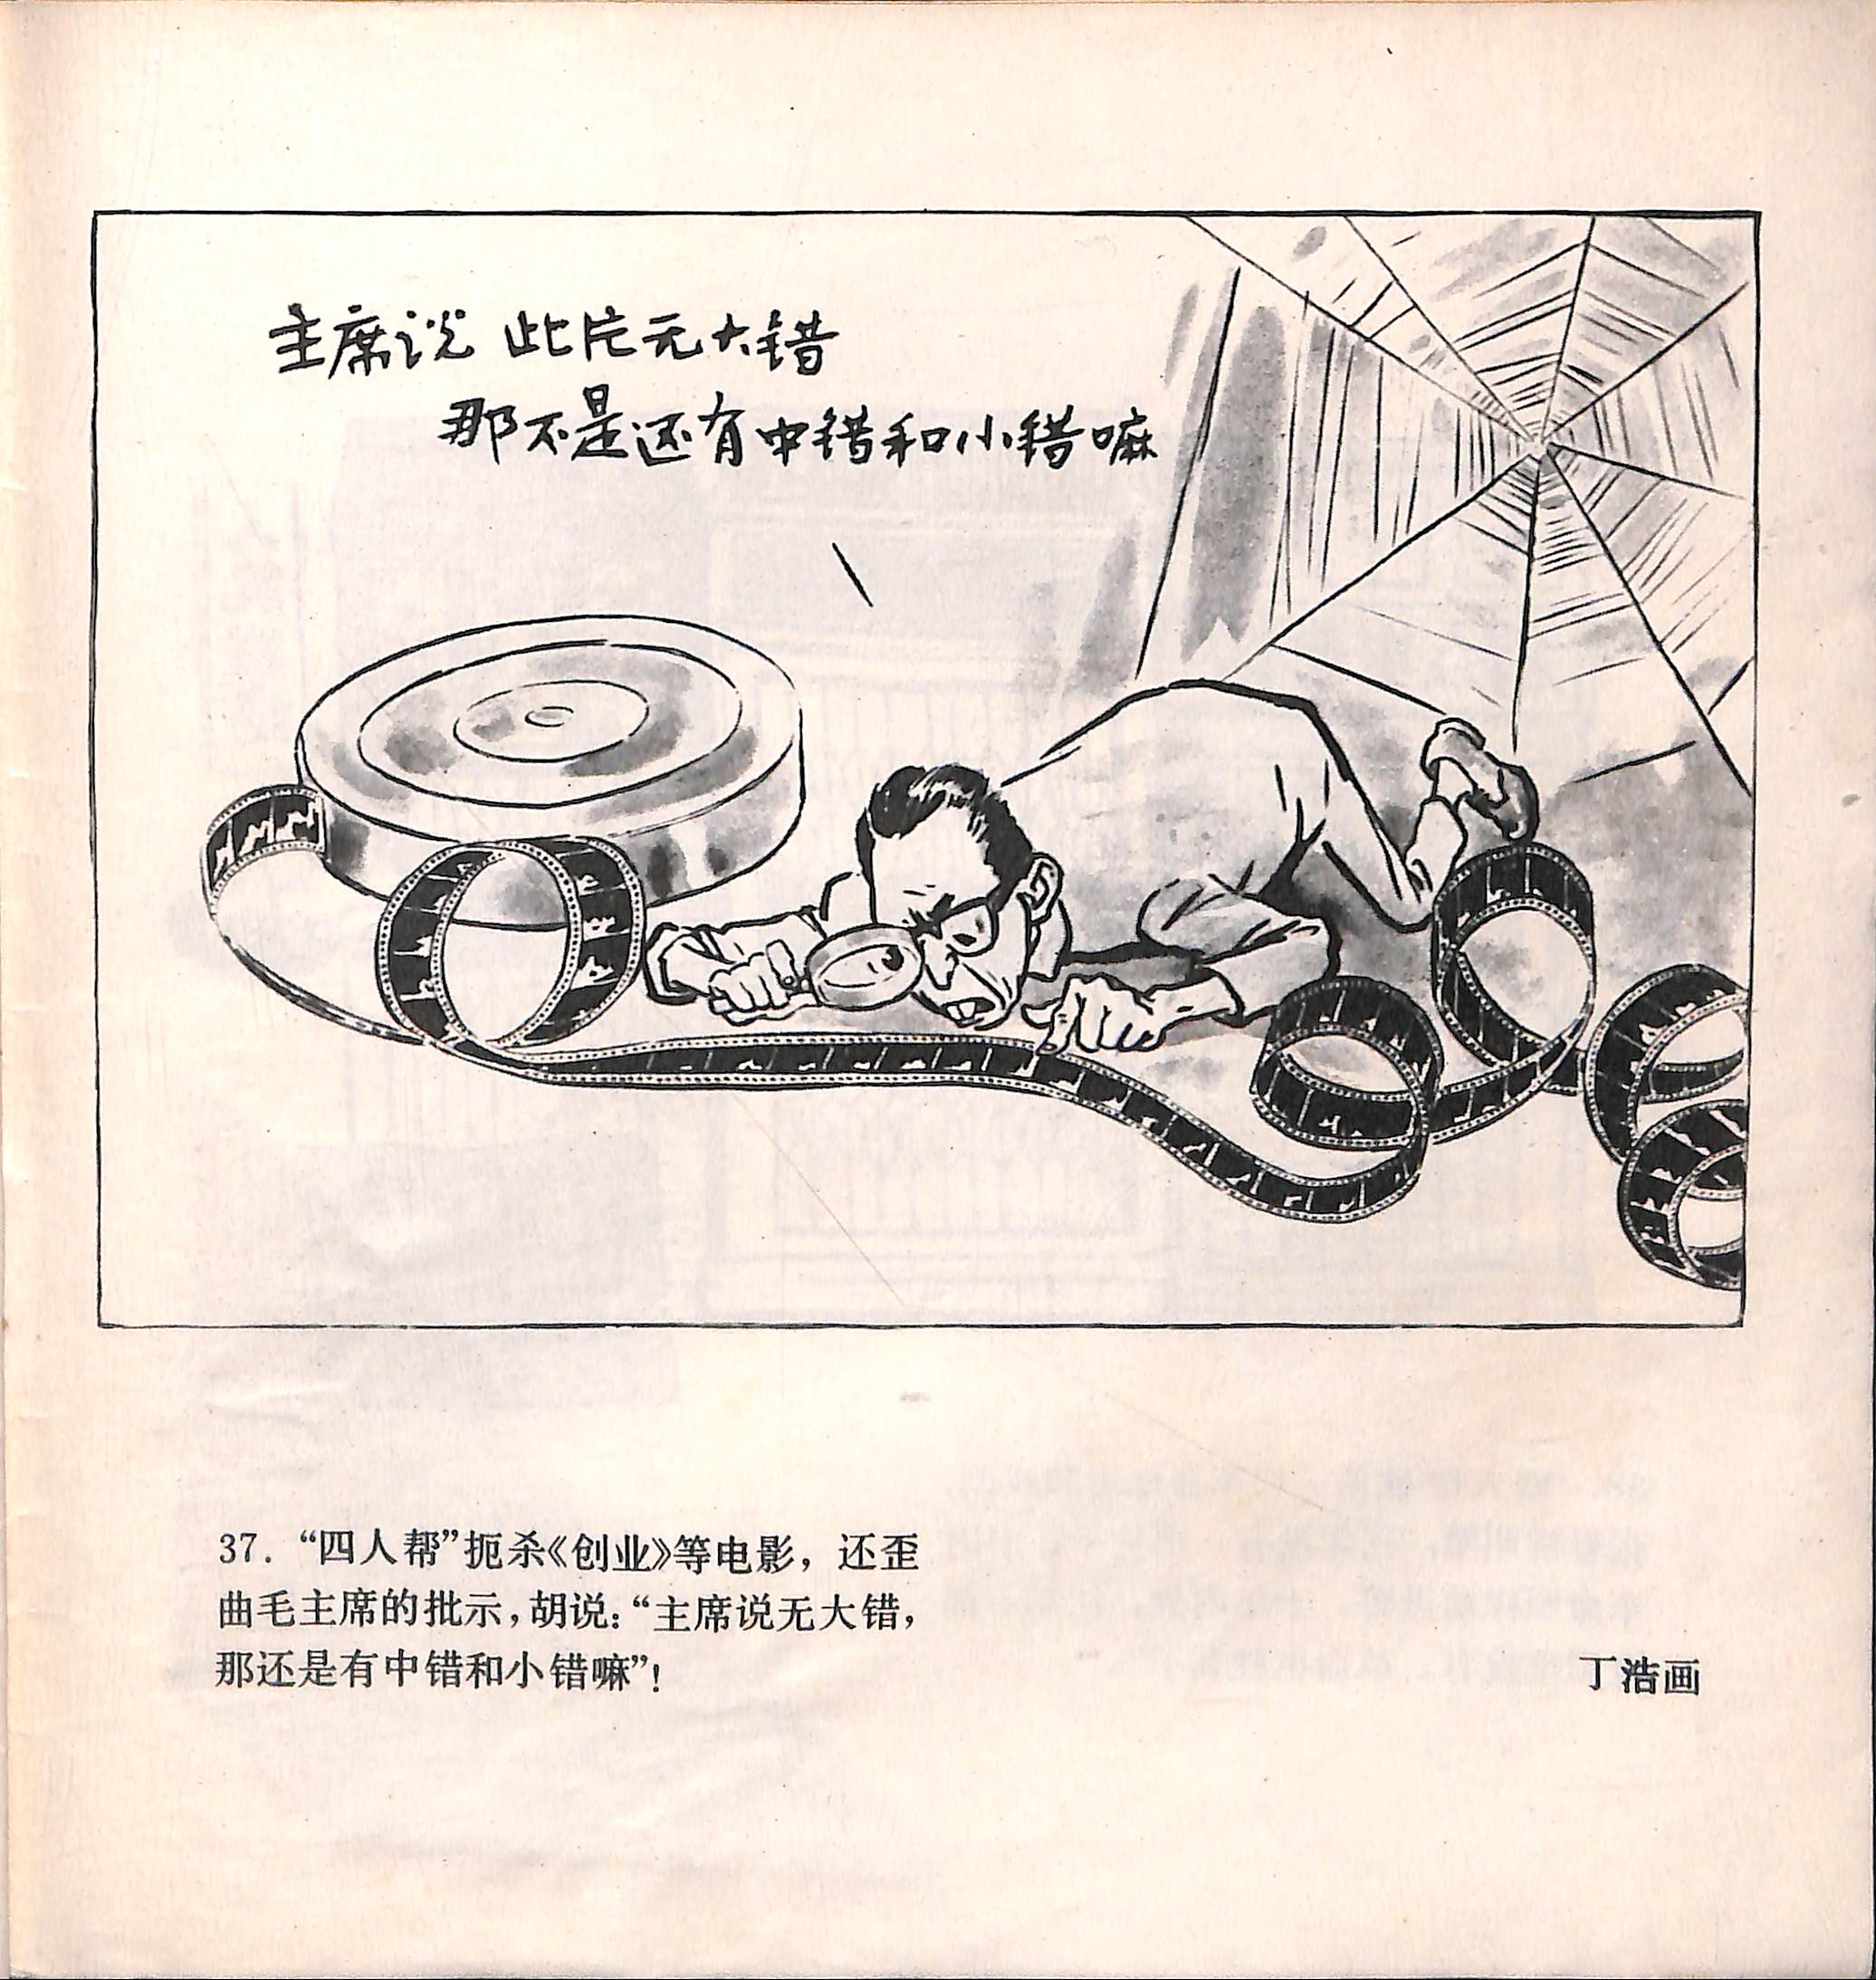 主席说 此片无大错
那不是还有中错和小错嘛
37. “四人帮”扼杀《创业》等电影，还歪
曲毛主席的批示，胡说：“主席说无大错，
那还是有中错和小错嘛”！
丁浩画